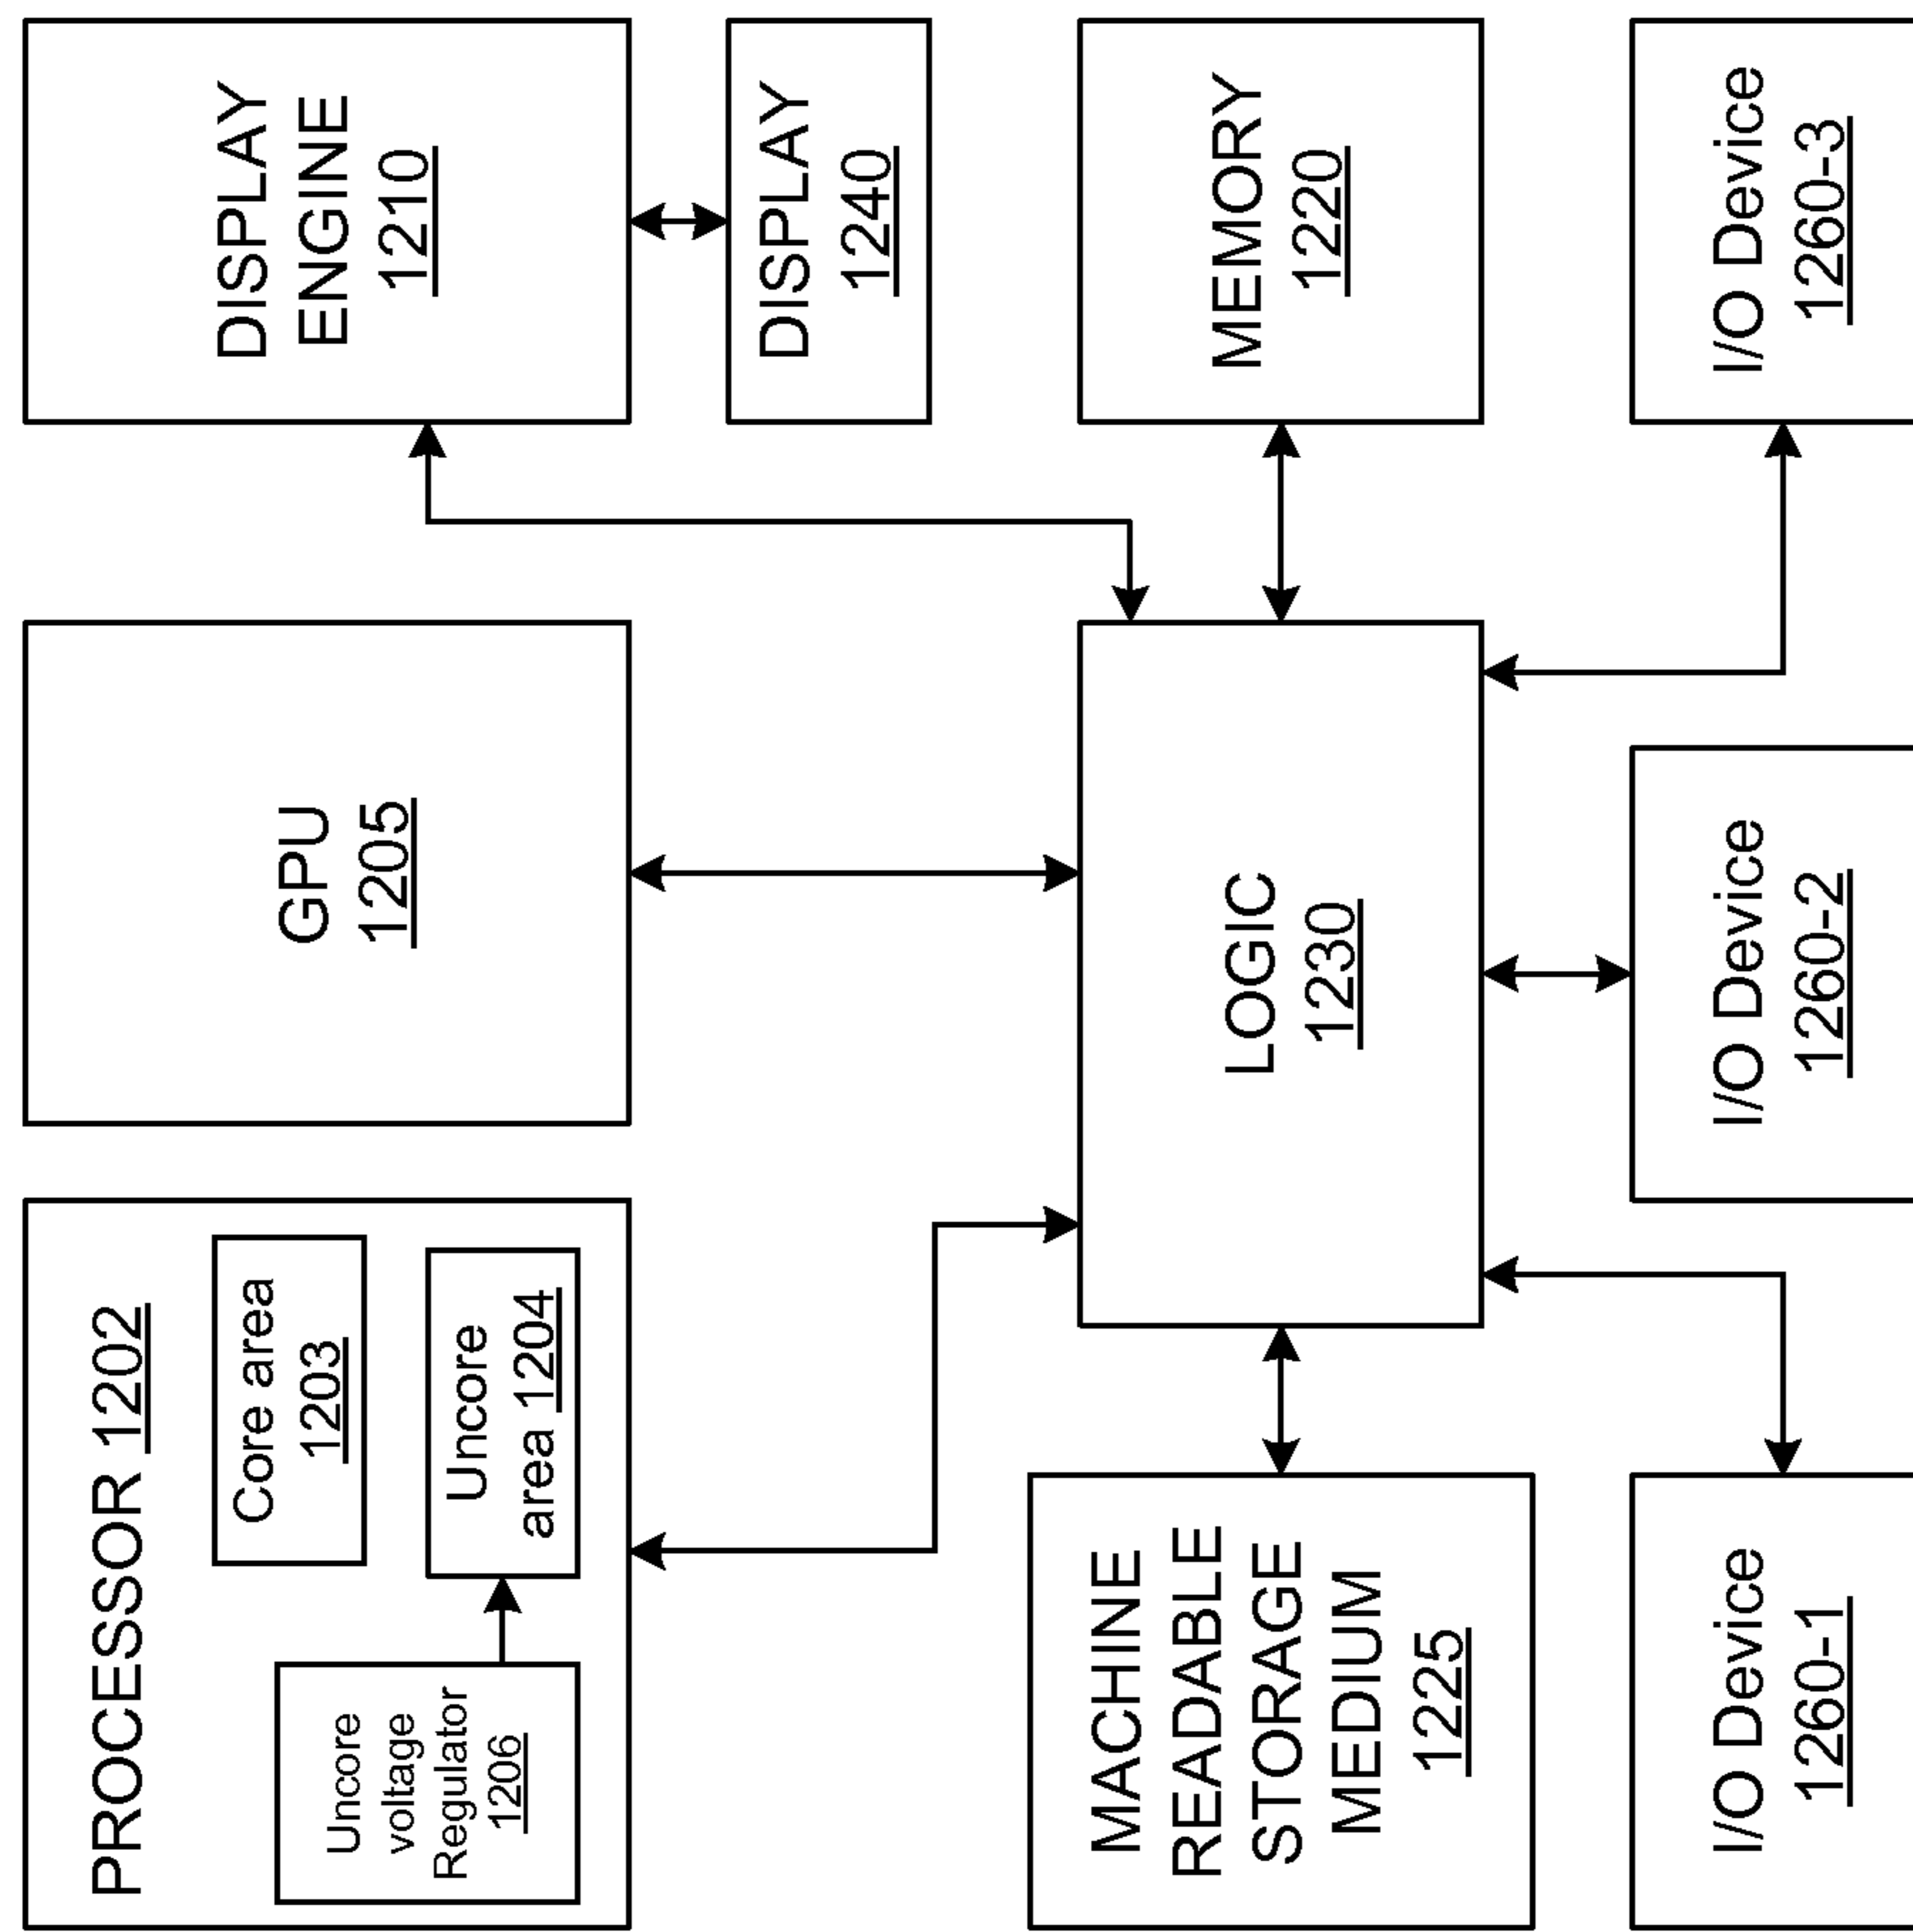 PROCESSOR 1202
Core area
1203
Uncore
voltage
Regulator
1206
Uncore
area 1204
GPU
1205
DISPLAY
ENGINE
1210
DISPLAY
1240
MACHINE
READABLE
STORAGE
MEDIUM
1225
LOGIC
1230
MEMORY
1220
I/O Device
1260-1
I/O Device
1260-2
I/O Device
1260-3